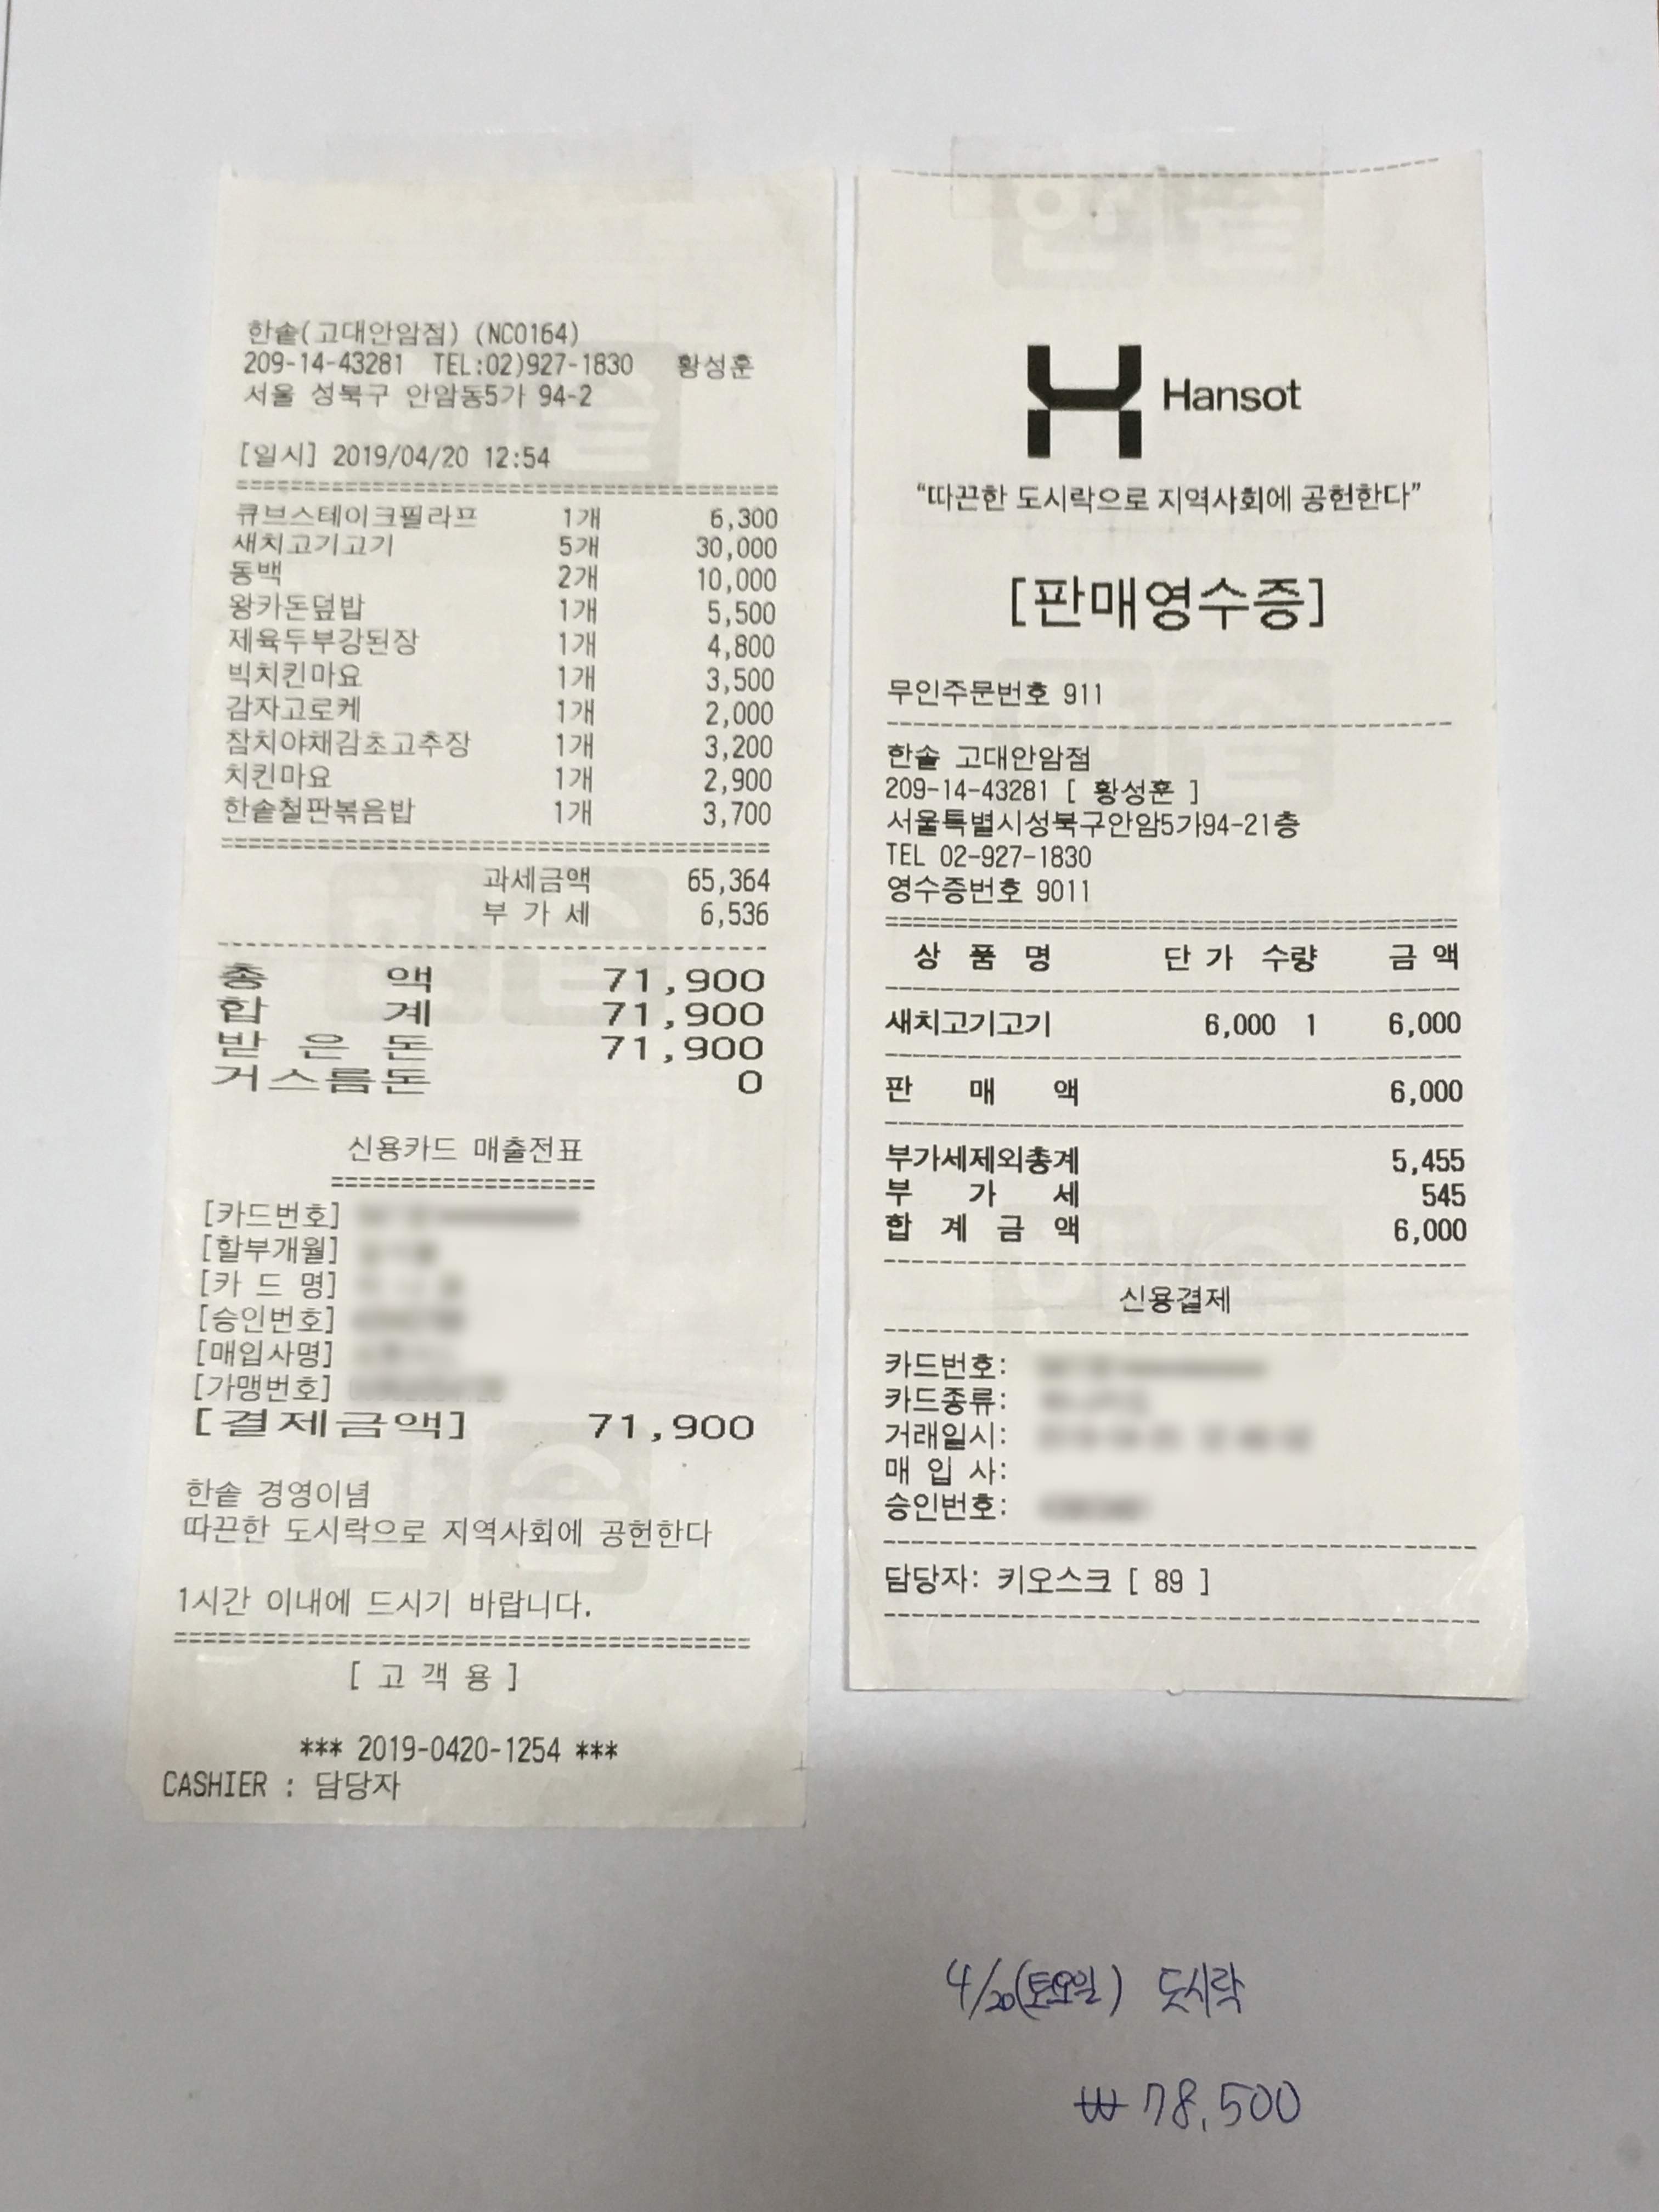 한솥(고대안암점) (NC0164)
209-14-43281 TEL:02)927-1830 황성훈
서울 성북구 안암동5가 94-2
[일시] 2019/04/20 12:54
큐브스테이크필라프 1개 6,300
새치고기고기 5개 30,000
동백 2개 10,000
왕카돈덮밥 1개 5,500
제육두부강된장 1개 4,800
빅치킨마요 1개 3,500
감자고로케 1개 2,000
참치야채감초고추장 1개 3,200
치킨마요 1개 2,900
한솥철판볶음밥 1개 3,700
과세금액 65,364
부 가 세 6,536
총 액 71,900
합 계 71,900
받 은 돈 71,900
거스름돈 0
신용카드 매출전표
[카드번호]
[할부개월]
[카 드 명]
[승인번호]
[매입사명]
[가맹번호]
[결제금액] 71,900
한솥 경영이념
따끈한 도시락으로 지역사회에 공헌한다
1시간 이내에 드시기 바랍니다.
[ 고 객 용 ]
*** 2019-0420-1254 ***
CASHIER : 담당자
Hansot
“따끈한 도시락으로 지역사회에 공헌한다”
[판매영수증]
무인주문번호 911
한솥 고대안암점
209-14-43281 [ 황성훈 ]
서울특별시성북구안암5가94-21층
TEL 02-927-1830
영수증번호 9011
상 품 명 단 가 수량 금 액
새치고기고기 6,000 1 6,000
판 매 액 6,000
부가세제외총계 5,455
부 가 세 545
합 계 금 액 6,000
신용결제
카드번호:
카드종류:
거래일시:
매 입 사:
승인번호:
담당자: 키오스크 [ 89 ]
4/20(토요일) 도시락
₩ 78,500